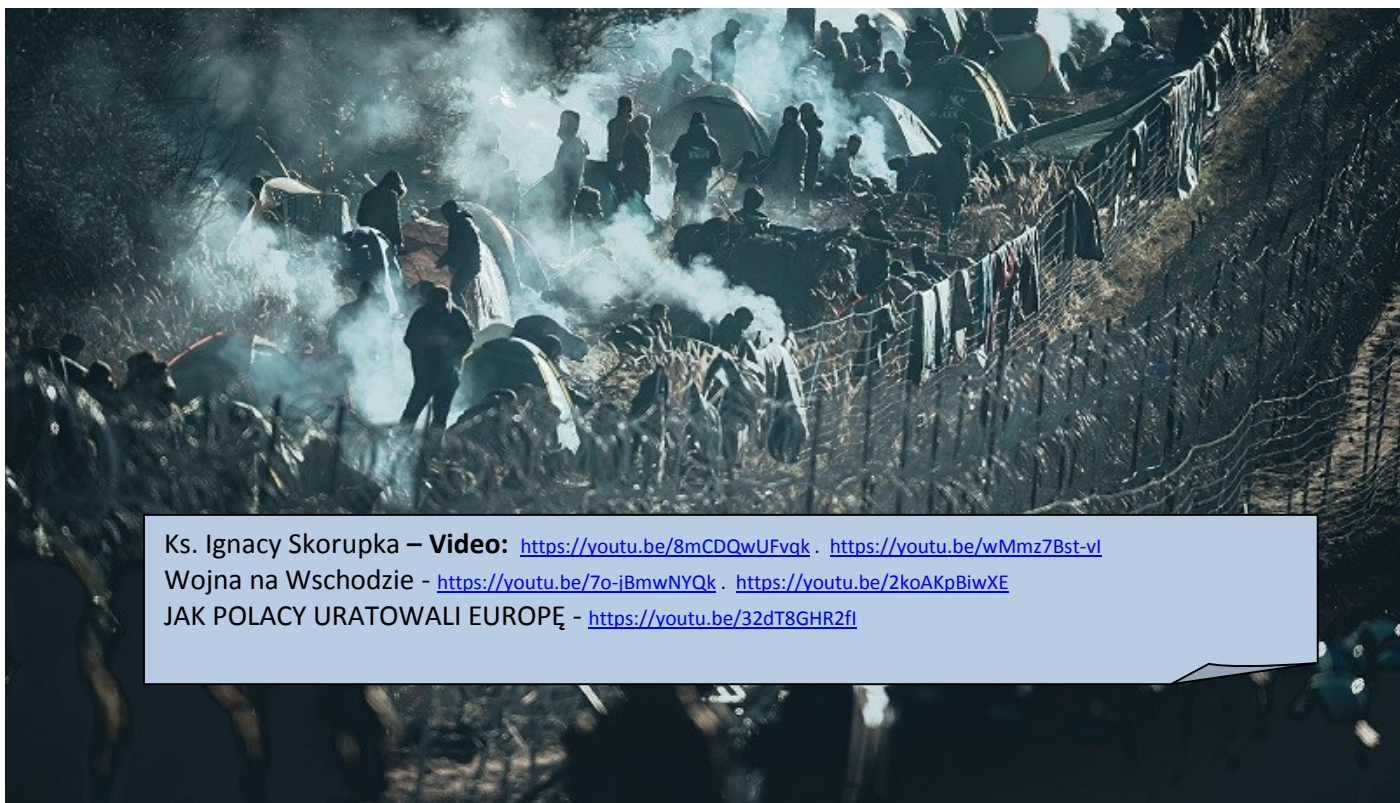 Ks. Ignacy Skorupka – Video: https://youtu.be/8mCDQwUFvqk . https://youtu.be/wMmz7Bst-vI
Wojna na Wschodzie - https://youtu.be/7o-jBmwNYQk . https://youtu.be/2koAKpBiwXE
JAK POLACY URATOWALI EUROPĘ - https://youtu.be/32dT8GHR2fI